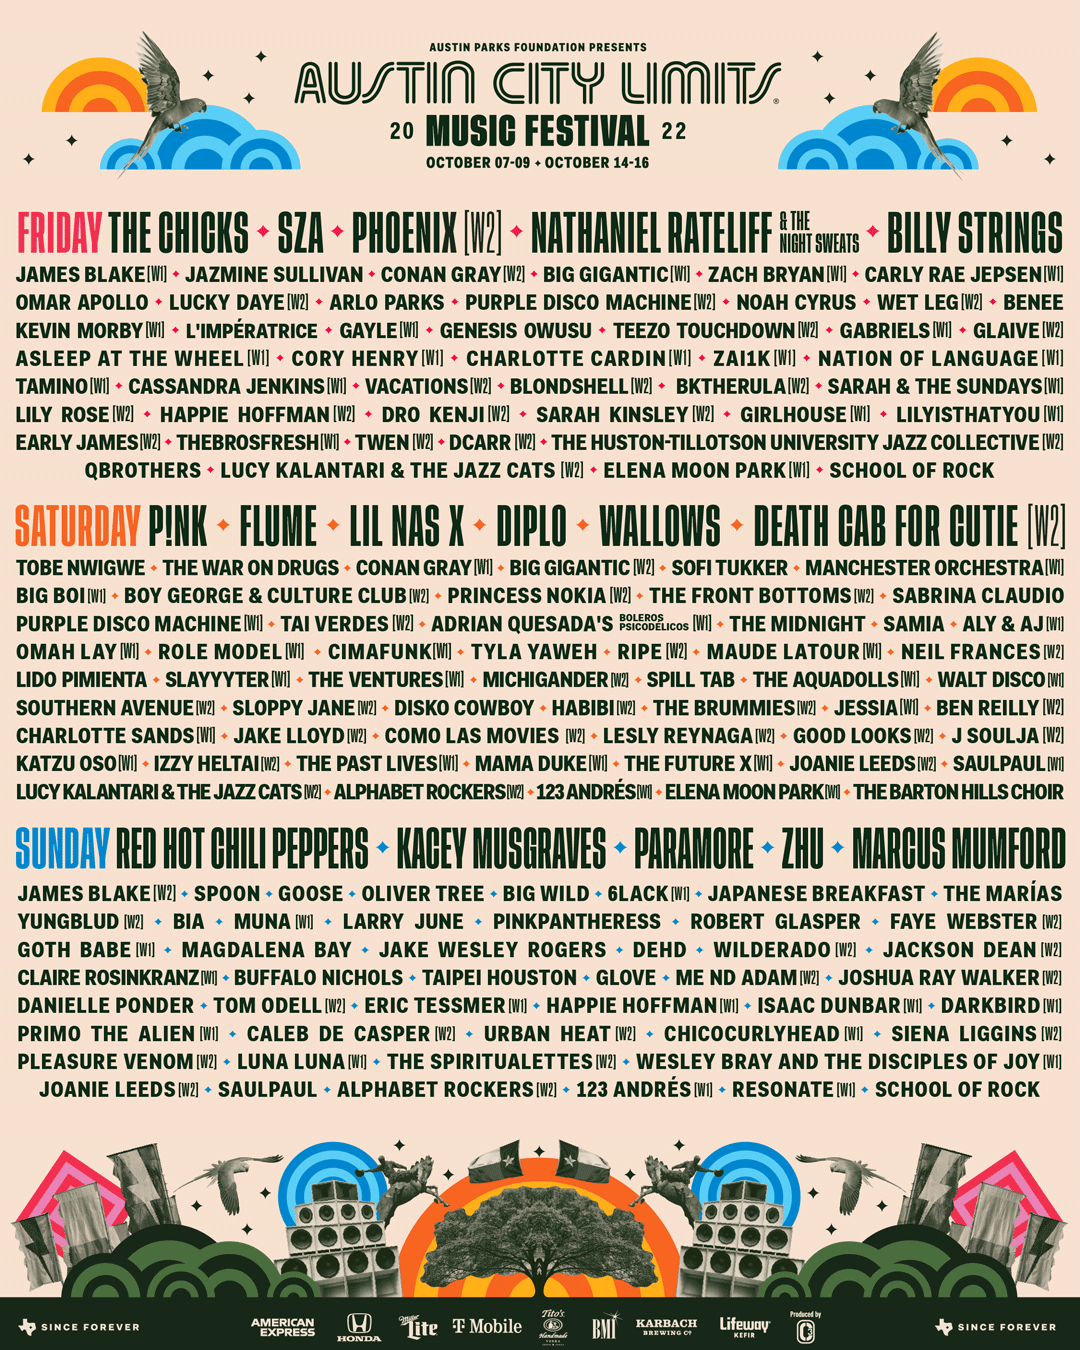 AUSTIN PARKS FOUNDATION PRESENTS
AUSTIN CITY LIMITS®
20 MUSIC FESTIVAL 22
OCTOBER 07-09 ✦ OCTOBER 14-16
FRIDAY THE CHICKS ✦ SZA ✦ PHOENIX [W2] ✦ NATHANIEL RATELIFF & THE NIGHT SWEATS ✦ BILLY STRINGS
JAMES BLAKE [W1] ✦ JAZMINE SULLIVAN ✦ CONAN GRAY [W2] ✦ BIG GIGANTIC [W1] ✦ ZACH BRYAN [W1] ✦ CARLY RAE JEPSEN [W1]
OMAR APOLLO ✦ LUCKY DAYE [W2] ✦ ARLO PARKS ✦ PURPLE DISCO MACHINE [W2] ✦ NOAH CYRUS ✦ WET LEG [W2] ✦ BENEE
KEVIN MORBY [W1] ✦ L'IMPÉRATRICE ✦ GAYLE [W1] ✦ GENESIS OWUSU ✦ TEEZO TOUCHDOWN [W2] ✦ GABRIELS [W1] ✦ GLAIVE [W2]
ASLEEP AT THE WHEEL [W1] ✦ CORY HENRY [W1] ✦ CHARLOTTE CARDIN [W1] ✦ ZAI1K [W1] ✦ NATION OF LANGUAGE [W1]
TAMINO [W1] ✦ CASSANDRA JENKINS [W1] ✦ VACATIONS [W2] ✦ BLONDSHELL [W2] ✦ BKTHERULA [W2] ✦ SARAH & THE SUNDAYS [W1]
LILY ROSE [W2] ✦ HAPPIE HOFFMAN [W2] ✦ DRO KENJI [W2] ✦ SARAH KINSLEY [W2] ✦ GIRLHOUSE [W1] ✦ LILYISTHATYOU [W1]
EARLY JAMES [W2] ✦ THEBROSFRESH [W1] ✦ TWEN [W2] ✦ DCARR [W2] ✦ THE HUSTON-TILLOTSON UNIVERSITY JAZZ COLLECTIVE [W2]
QBROTHERS ✦ LUCY KALANTARI & THE JAZZ CATS [W2] ✦ ELENA MOON PARK [W1] ✦ SCHOOL OF ROCK
SATURDAY P!NK ✦ FLUME ✦ LIL NAS X ✦ DIPLO ✦ WALLOWS ✦ DEATH CAB FOR CUTIE [W2]
TOBE NWIGWE ✦ THE WAR ON DRUGS ✦ CONAN GRAY [W1] ✦ BIG GIGANTIC [W2] ✦ SOFI TUKKER ✦ MANCHESTER ORCHESTRA [W1]
BIG BOI [W1] ✦ BOY GEORGE & CULTURE CLUB [W2] ✦ PRINCESS NOKIA [W2] ✦ THE FRONT BOTTOMS [W2] ✦ SABRINA CLAUDIO
PURPLE DISCO MACHINE [W1] ✦ TAI VERDES [W2] ✦ ADRIAN QUESADA'S BOLEROS PSICODELICOS [W1] ✦ THE MIDNIGHT ✦ SAMIA ✦ ALY & AJ [W1]
OMAH LAY [W1] ✦ ROLE MODEL [W1] ✦ CIMAFUNK [W1] ✦ TYLA YAWEH ✦ RIPE [W2] ✦ MAUDE LATOUR [W1] ✦ NEIL FRANCES [W2]
LIDO PIMIENTA ✦ SLAYYYTER [W1] ✦ THE VENTURES [W1] ✦ MICHIGANDER [W2] ✦ SPILL TAB ✦ THE AQUADOLLS [W1] ✦ WALT DISCO [W1]
SOUTHERN AVENUE [W2] ✦ SLOPPY JANE [W2] ✦ DISKO COWBOY ✦ HABIBI [W2] ✦ THE BRUMMIES [W2] ✦ JESSIA [W1] ✦ BEN REILLY [W2]
CHARLOTTE SANDS [W1] ✦ JAKE LLOYD [W2] ✦ COMO LAS MOVIES [W2] ✦ LESLY REYNAGA [W2] ✦ GOOD LOOKS [W2] ✦ J SOULJA [W2]
KATZU OSO [W1] ✦ IZZY HELTAI [W2] ✦ THE PAST LIVES [W1] ✦ MAMA DUKE [W1] ✦ THE FUTURE X [W1] ✦ JOANIE LEEDS [W2] ✦ SAULPAUL [W1]
LUCY KALANTARI & THE JAZZ CATS [W2] ✦ ALPHABET ROCKERS [W2] ✦ 123 ANDRÉS [W1] ✦ ELENA MOON PARK [W1] ✦ THE BARTON HILLS CHOIR
SUNDAY RED HOT CHILI PEPPERS ✦ KACEY MUSGRAVES ✦ PARAMORE ✦ ZHU ✦ MARCUS MUMFORD
JAMES BLAKE [W2] ✦ SPOON ✦ GOOSE ✦ OLIVER TREE ✦ BIG WILD ✦ 6LACK [W1] ✦ JAPANESE BREAKFAST ✦ THE MARÍAS
YUNGBLUD [W2] ✦ BIA ✦ MUNA [W1] ✦ LARRY JUNE ✦ PINKPANTHERESS ✦ ROBERT GLASPER ✦ FAYE WEBSTER [W2]
GOTH BABE [W1] ✦ MAGDALENA BAY ✦ JAKE WESLEY ROGERS ✦ DEHD ✦ WILDERADO [W2] ✦ JACKSON DEAN [W2]
CLAIRE ROSINKRANZ [W1] ✦ BUFFALO NICHOLS ✦ TAIPEI HOUSTON ✦ GLOVE ✦ ME ND ADAM [W2] ✦ JOSHUA RAY WALKER [W2]
DANIELLE PONDER ✦ TOM ODELL [W2] ✦ ERIC TESSMER [W1] ✦ HAPPIE HOFFMAN [W1] ✦ ISAAC DUNBAR [W1] ✦ DARKBIRD [W1]
PRIMO THE ALIEN [W1] ✦ CALEB DE CASPER [W2] ✦ URBAN HEAT [W2] ✦ CHICOCURLYHEAD [W1] ✦ SIENA LIGGINS [W2]
PLEASURE VENOM [W2] ✦ LUNA LUNA [W1] ✦ THE SPIRITUALETTES [W2] ✦ WESLEY BRAY AND THE DISCIPLES OF JOY [W1]
JOANIE LEEDS [W2] ✦ SAULPAUL ✦ ALPHABET ROCKERS [W2] ✦ 123 ANDRÉS [W1] ✦ RESONATE [W1] ✦ SCHOOL OF ROCK
SINCE FOREVER
AMERICAN EXPRESS
HONDA
Miller Lite
T Mobile
Tito's Handmade VODKA
BMI
KARBACH BREWING CO
Lifeway KEFIR
Produced by
SINCE FOREVER